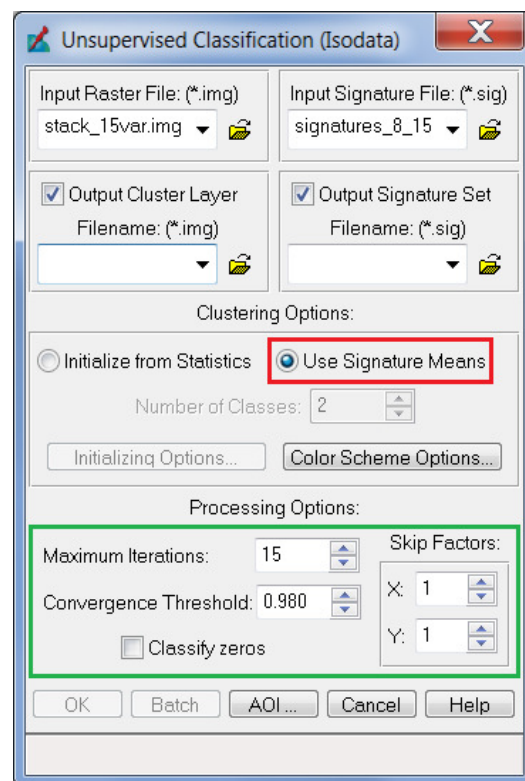 Unsupervised Classification (Isodata)
Input Raster File: (*.img)
stack_15var.img
Input Signature File: (*.sig)
signatures_8_15
Output Cluster Layer
Filename: (*.img)
Output Signature Set
Filename: (*.sig)
Clustering Options:
Initialize from Statistics
Use Signature Means
Number of Classes: 2
Initializing Options...
Color Scheme Options...
Processing Options:
Maximum Iterations: 15
Convergence Threshold: 0.980
Classify zeros
Skip Factors:
X: 1
Y: 1
OK Batch AOI ... Cancel Help